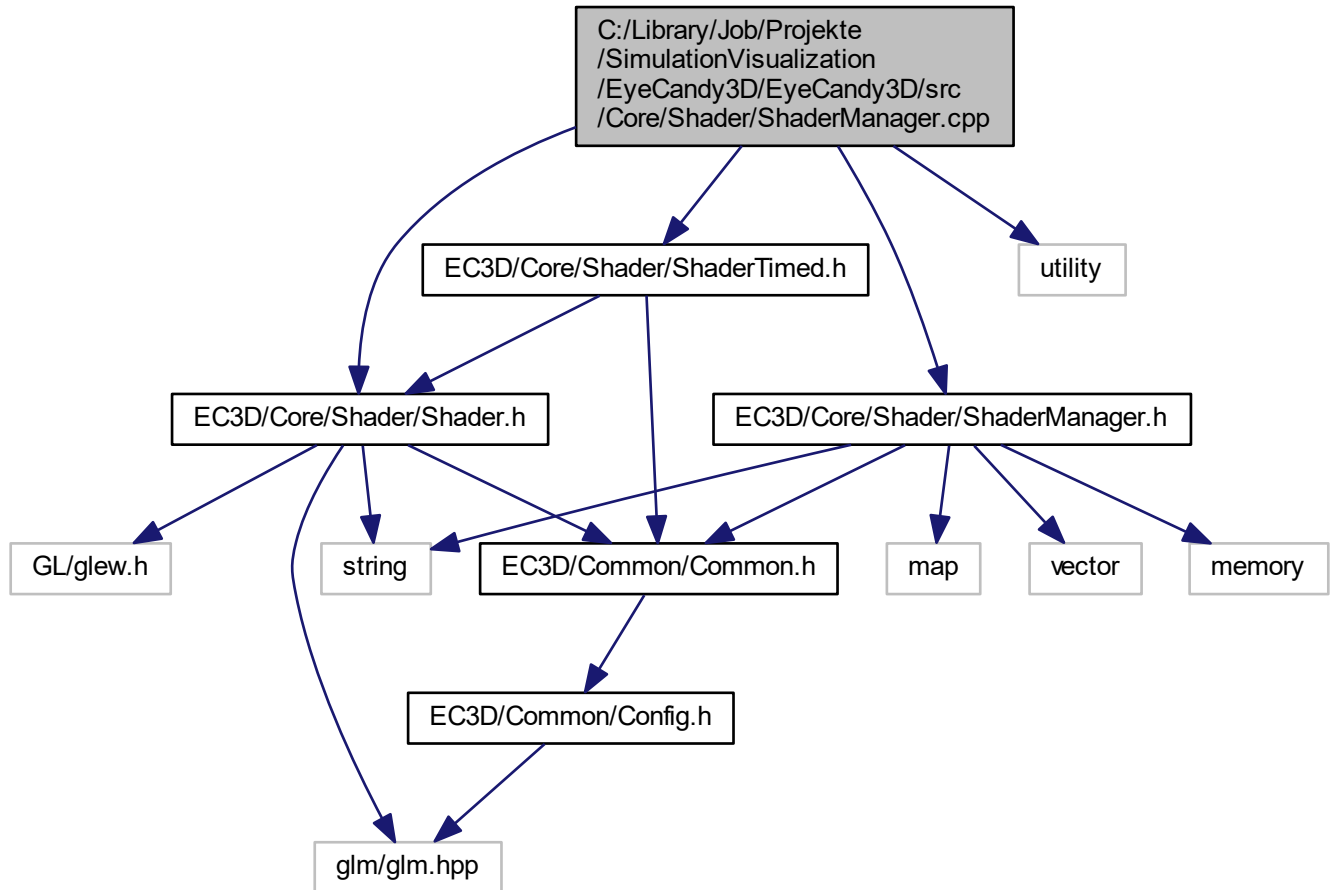 C:/Library/Job/Projekte
/SimulationVisualization
/EyeCandy3D/EyeCandy3D/src
/Core/Shader/ShaderManager.cpp
EC3D/Core/Shader/ShaderTimed.h
utility
EC3D/Core/Shader/Shader.h
EC3D/Core/Shader/ShaderManager.h
GL/glew.h
string
EC3D/Common/Common.h
map
vector
memory
EC3D/Common/Config.h
glm/glm.hpp